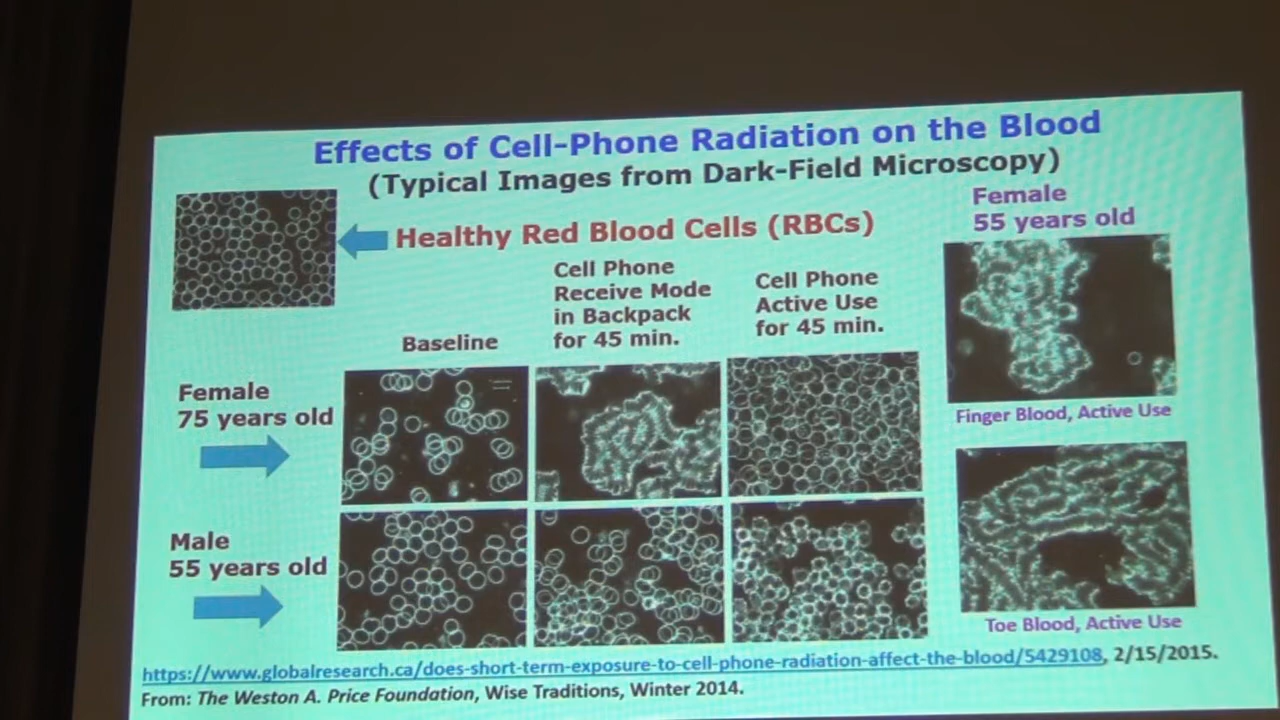 Effects of Cell-Phone Radiation on the Blood
(Typical Images from Dark-Field Microscopy)
Healthy Red Blood Cells (RBCs)
Female
55 years old
Baseline
Cell Phone
Receive Mode
in Backpack
for 45 min.
Cell Phone
Active Use
for 45 min.
Female
75 years old
Finger Blood, Active Use
Male
55 years old
Toe Blood, Active Use
https://www.globalresearch.ca/does-short-term-exposure-to-cell-phone-radiation-affect-the-blood/5429108, 2/15/2015.
From: The Weston A. Price Foundation, Wise Traditions, Winter 2014.